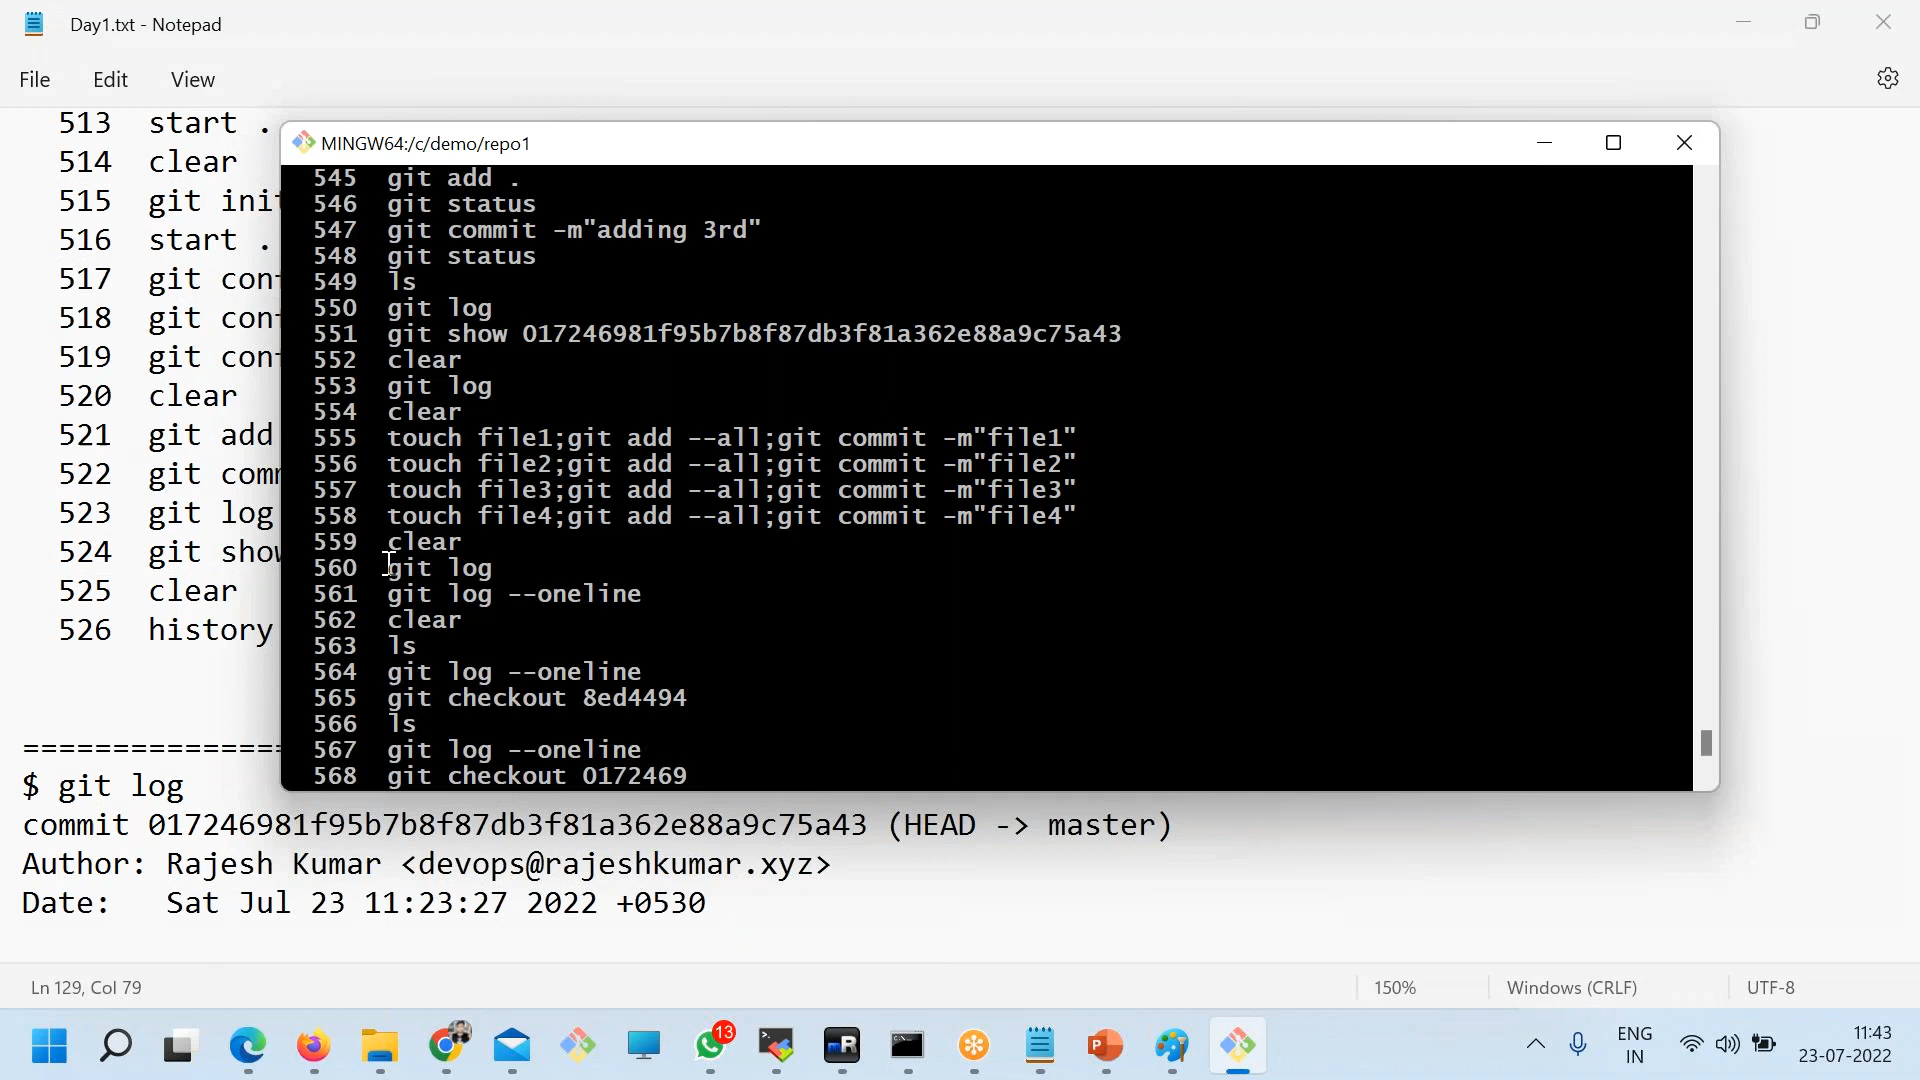 Day1.txt - Notepad
File Edit View
513 start .
514 clear
515 git init
516 start .
517 git conf
518 git conf
519 git conf
520 clear
521 git add
522 git comm
523 git log
524 git show
525 clear
526 history
MINGW64:/c/demo/repo1
545 git add .
546 git status
547 git commit -m"adding 3rd"
548 git status
549 ls
550 git log
551 git show 017246981f95b7b8f87db3f81a362e88a9c75a43
552 clear
553 git log
554 clear
555 touch file1;git add --all;git commit -m"file1"
556 touch file2;git add --all;git commit -m"file2"
557 touch file3;git add --all;git commit -m"file3"
558 touch file4;git add --all;git commit -m"file4"
559 clear
560 git log
561 git log --oneline
562 clear
563 ls
564 git log --oneline
565 git checkout 8ed4494
566 ls
567 git log --oneline
568 git checkout 0172469
===============
$ git log
commit 017246981f95b7b8f87db3f81a362e88a9c75a43 (HEAD -> master)
Author: Rajesh Kumar <devops@rajeshkumar.xyz>
Date: Sat Jul 23 11:23:27 2022 +0530
Ln 129, Col 79 150% Windows (CRLF) UTF-8
13
ENG
IN
11:43
23-07-2022